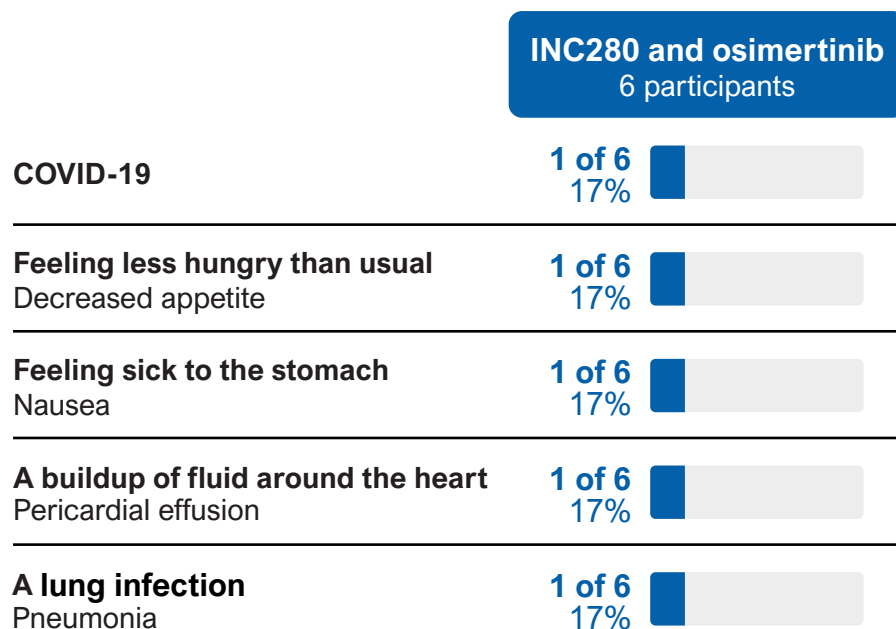 INC280 and osimertinib
6 participants
COVID-19
1 of 6
17%
Feeling less hungry than usual
Decreased appetite
1 of 6
17%
Feeling sick to the stomach
Nausea
1 of 6
17%
A buildup of fluid around the heart
Pericardial effusion
1 of 6
17%
A lung infection
Pneumonia
1 of 6
17%